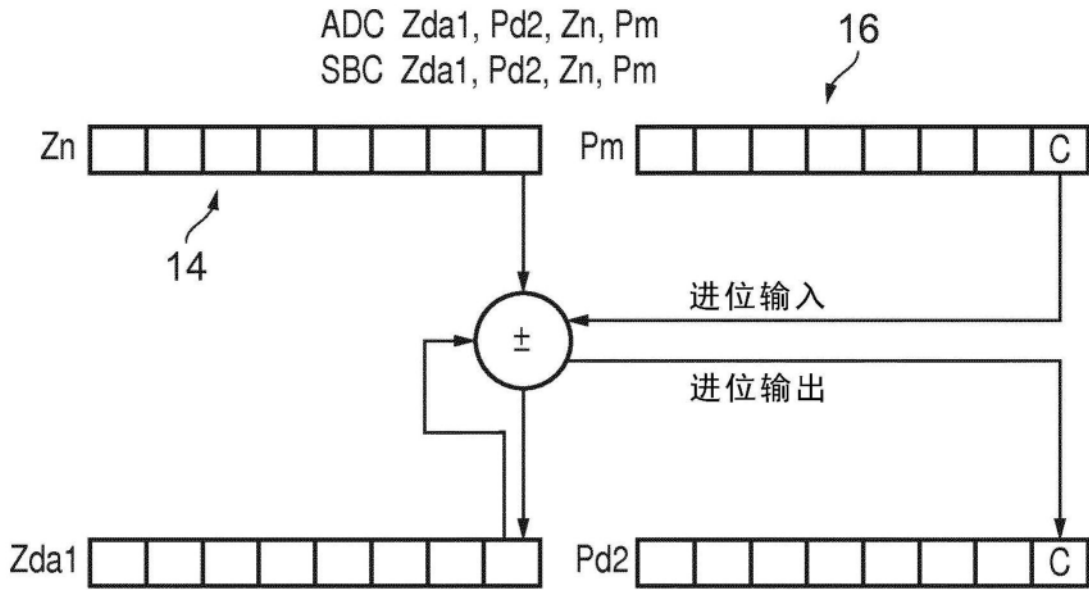 ADC Zda1, Pd2, Zn, Pm
SBC Zda1, Pd2, Zn, Pm
16
Zn
Pm
C
14
进位输入
±
进位输出
Zda1
Pd2
C